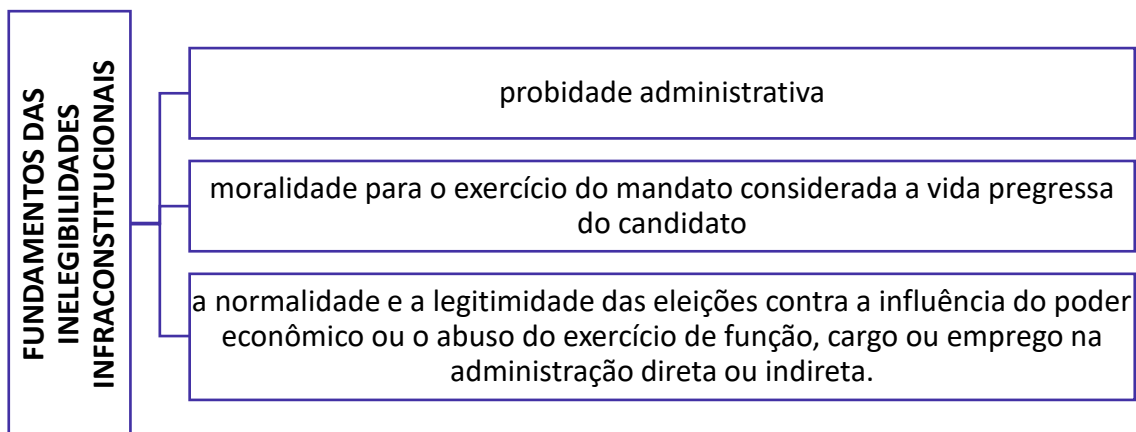 FUNDAMENTOS DAS
INELEGIBILIDADES
INFRACONSTITUCIONAIS
probidade administrativa
moralidade para o exercício do mandato considerada a vida pregressa
do candidato
a normalidade e a legitimidade das eleições contra a influência do poder
econômico ou o abuso do exercício de função, cargo ou emprego na
administração direta ou indireta.